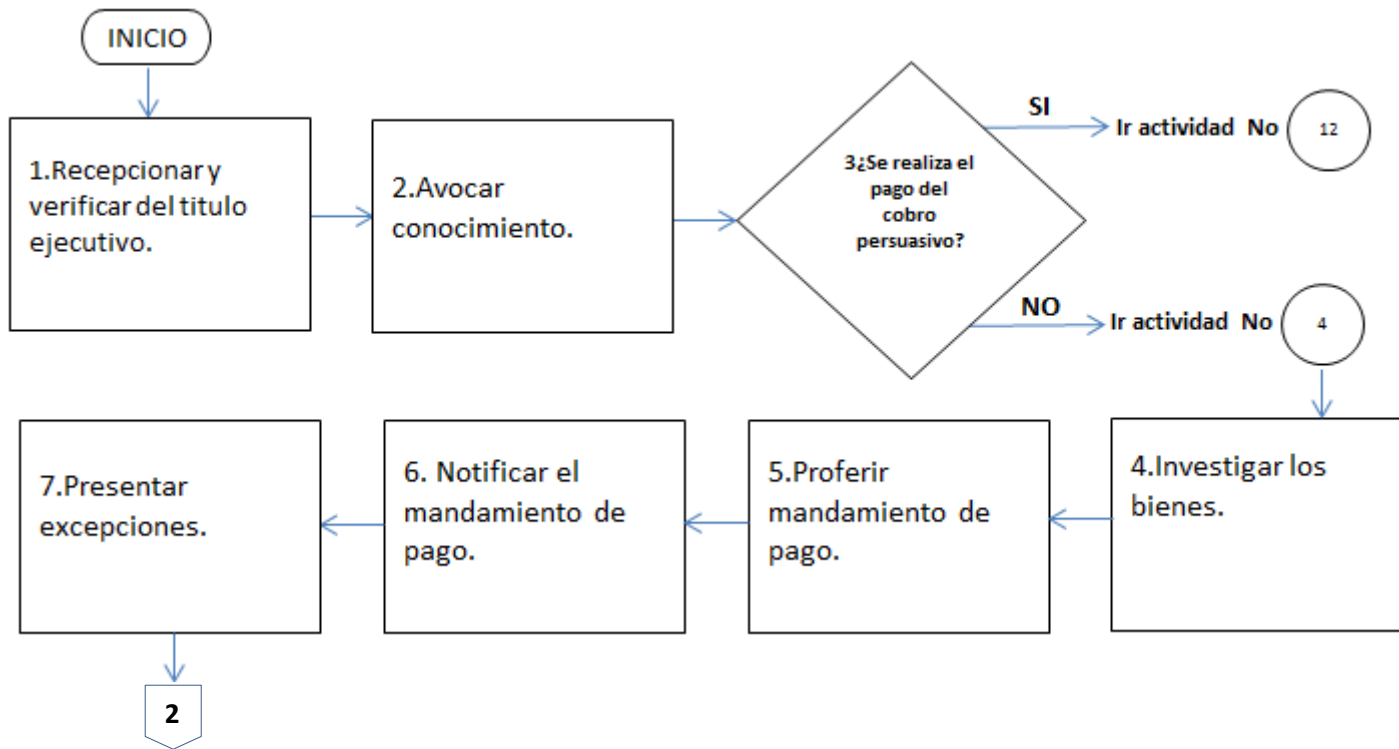 INICIO
1.Recepcionar y
verificar del titulo
ejecutivo.
2.Avocar
conocimiento.
3¿Se realiza el
pago del
cobro
persuasivo?
SI
Ir actividad No
12
NO
Ir actividad No
4
4.Investigar los
bienes.
5.Proferir
mandamiento de
pago.
6. Notificar el
mandamiento de
pago.
7.Presentar
excepciones.
2